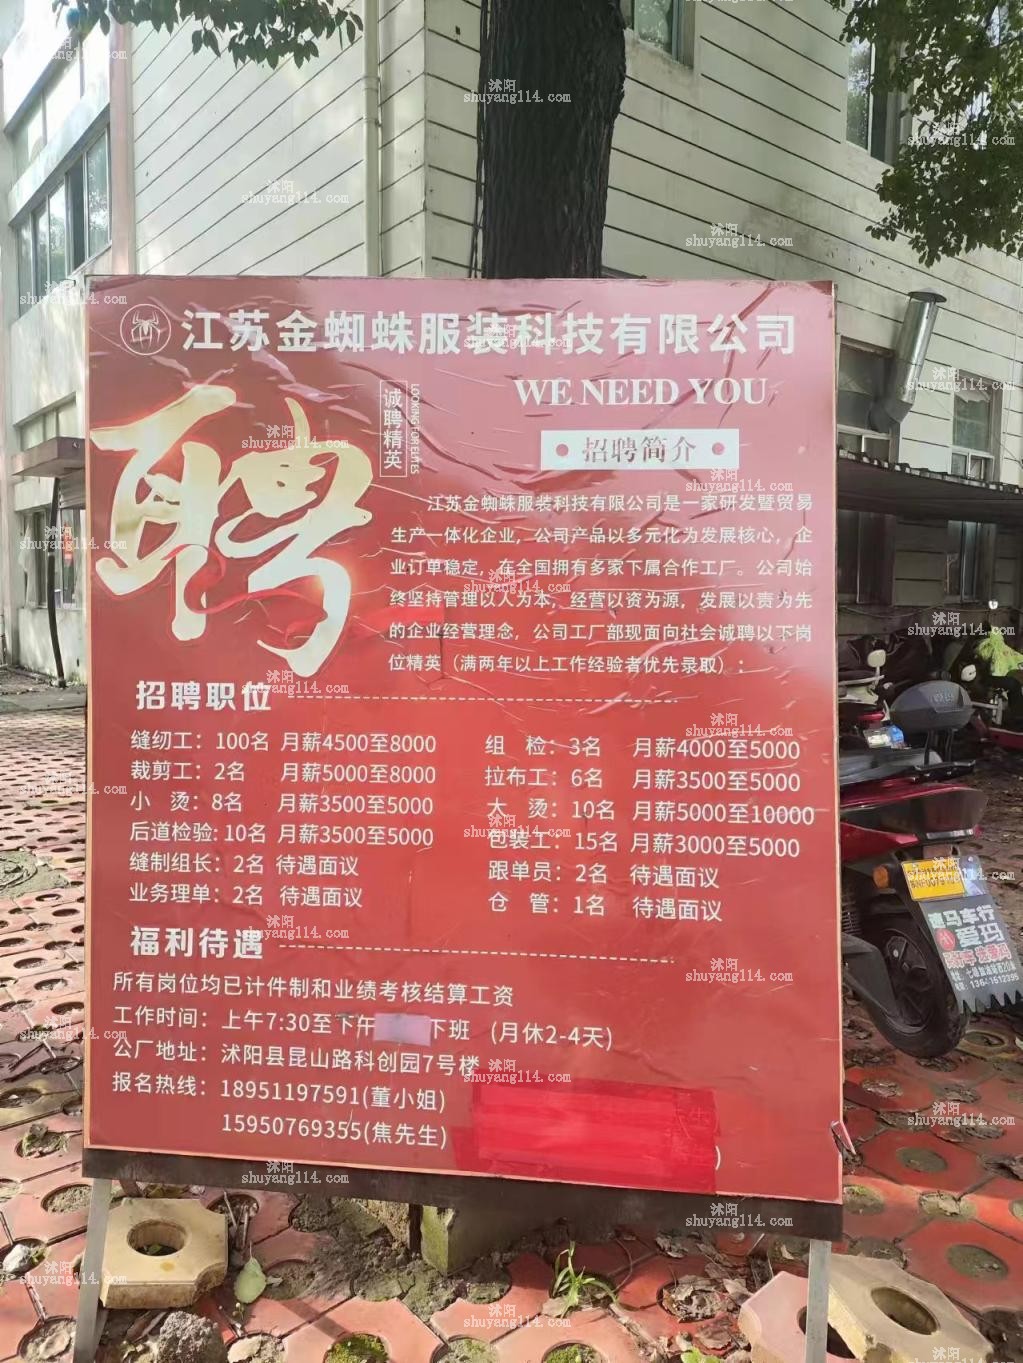 江苏金蜘蛛服装科技有限公司
WE NEED YOU
聘
诚聘精英
LOOKING FOR ELITES
招聘简介
江苏金蜘蛛服装科技有限公司是一家研发暨贸易
生产一体化企业，公司产品以多元化为发展核心，企
业订单稳定，在全国拥有多家下属合作工厂。公司始
终坚持管理以人为本，经营以资为源，发展以责为先
的企业经营理念，公司工厂部现面向社会诚聘以下岗
位精英（满两年以上工作经验者优先录取）：
招聘职位
缝纫工：100名 月薪4500至8000
组 检：3名 月薪4000至5000
裁剪工：2名 月薪5000至8000
拉布工：6名 月薪3500至5000
小 烫：8名 月薪3500至5000
大 烫：10名 月薪5000至10000
后道检验：10名 月薪3500至5000
包装工：15名 月薪3000至5000
缝制组长：2名 待遇面议
跟单员：2名 待遇面议
业务理单：2名 待遇面议
仓 管：1名 待遇面议
福利待遇
所有岗位均已计件制和业绩考核结算工资
工作时间：上午7:30至下午 下班 （月休2-4天）
公厂地址：沭阳县昆山路科创园7号楼
报名热线：18951197591(董小姐)
15950769355(焦先生)
马车行
爱玛
沭阳
shuyang114.com